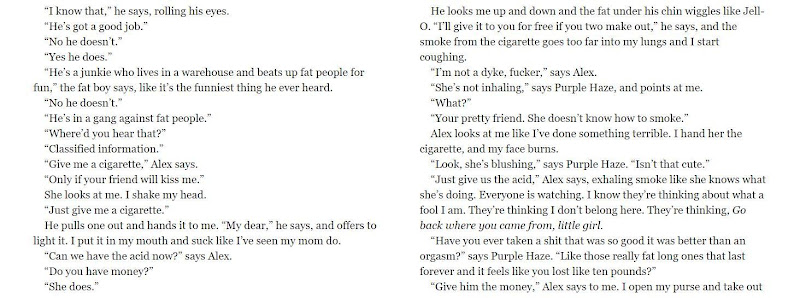 “I know that,” he says, rolling his eyes.
“He’s got a good job.”
“No he doesn’t.”
“Yes he does.”
“He’s a junkie who lives in a warehouse and beats up fat people for
fun,” the fat boy says, like it’s the funniest thing he ever heard.
“No he doesn’t.”
“He’s in a gang against fat people.”
“Where’d you hear that?”
“Classified information.”
“Give me a cigarette,” Alex says.
“Only if your friend will kiss me.”
She looks at me. I shake my head.
“Just give me a cigarette.”
He pulls one out and hands it to me. “My dear,” he says, and offers to
light it. I put it in my mouth and suck like I’ve seen my mom do.
“Can we have the acid now?” says Alex.
“Do you have money?”
“She does.”
He looks me up and down and the fat under his chin wiggles like Jell-
O. “I’ll give it to you for free if you two make out,” he says, and the
smoke from the cigarette goes too far into my lungs and I start
coughing.
“I’m not a dyke, fucker,” says Alex.
“She’s not inhaling,” says Purple Haze, and points at me.
“What?”
“Your pretty friend. She doesn’t know how to smoke.”
Alex looks at me like I’ve done something terrible. I hand her the
cigarette, and my face burns.
“Look, she’s blushing,” says Purple Haze. “Isn’t that cute.”
“Just give us the acid,” Alex says, exhaling smoke like she knows what
she’s doing. Everyone is watching. I know they’re thinking about what a
fool I am. They’re thinking I don’t belong here. They’re thinking, Go
back where you came from, little girl.
“Have you ever taken a shit that was so good it was better than an
orgasm?” says Purple Haze. “Like those really fat long ones that last
forever and it feels like you lost like ten pounds?”
“Give him the money,” Alex says to me. I open my purse and take out